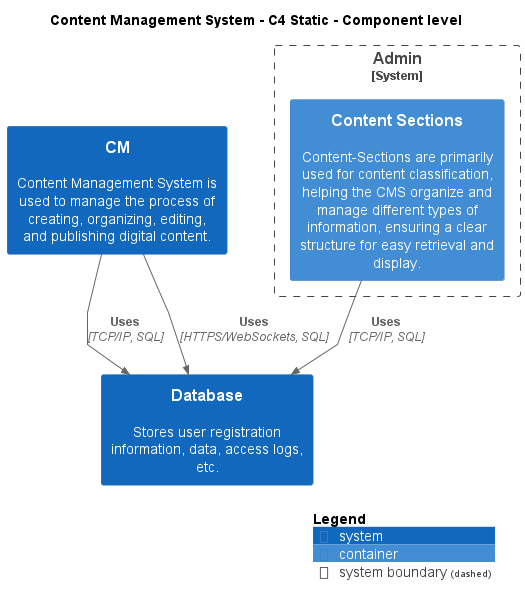 Content Management System - C4 Static - Component level
Admin
[System]
CM
Content Management System is
used to manage the process of
creating, organizing, editing,
and publishing digital content.
Content Sections
Content-Sections are primarily
used for content classification,
helping the CMS organize and
manage different types of
information, ensuring a clear
structure for easy retrieval and
display.
Uses
[TCP/IP, SQL]
Uses
[HTTPS/WebSockets, SQL]
Uses
[TCP/IP, SQL]
Database
Stores user registration
information, data, access logs,
etc.
Legend
system
container
system boundary (dashed)